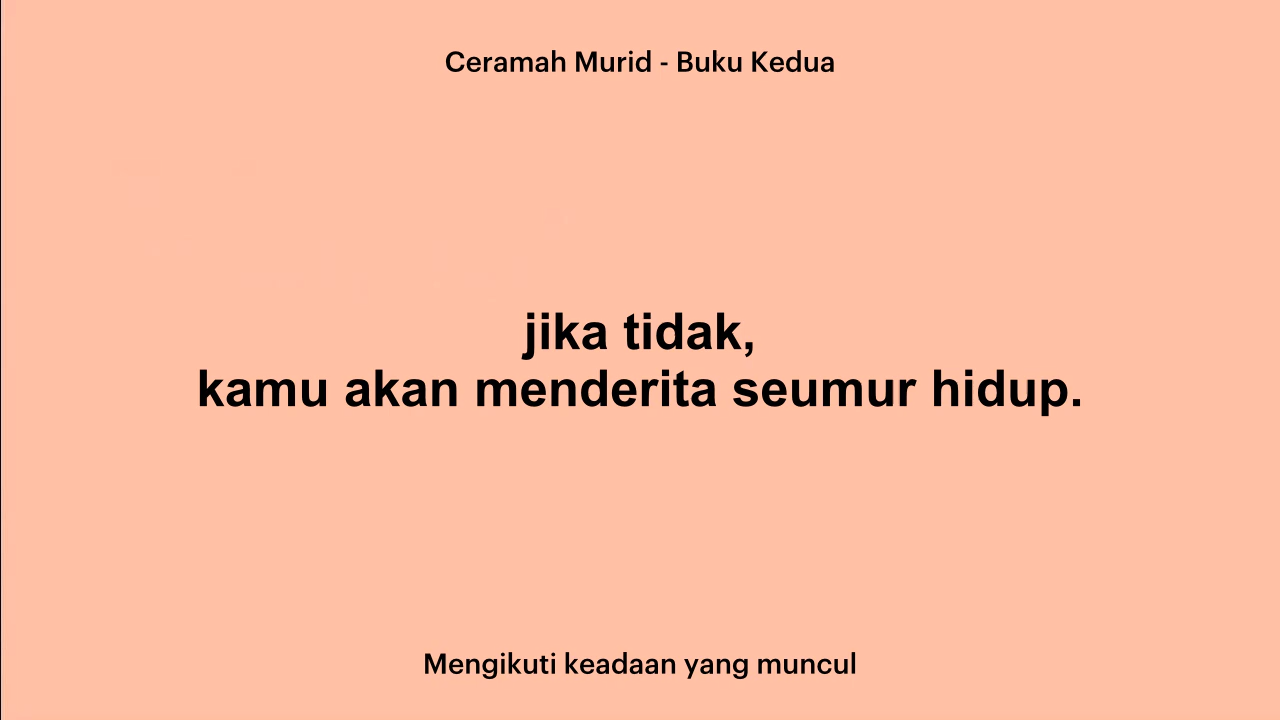 Ceramah Murid - Buku Kedua
jika tidak,
kamu akan menderita seumur hidup.
Mengikuti keadaan yang muncul